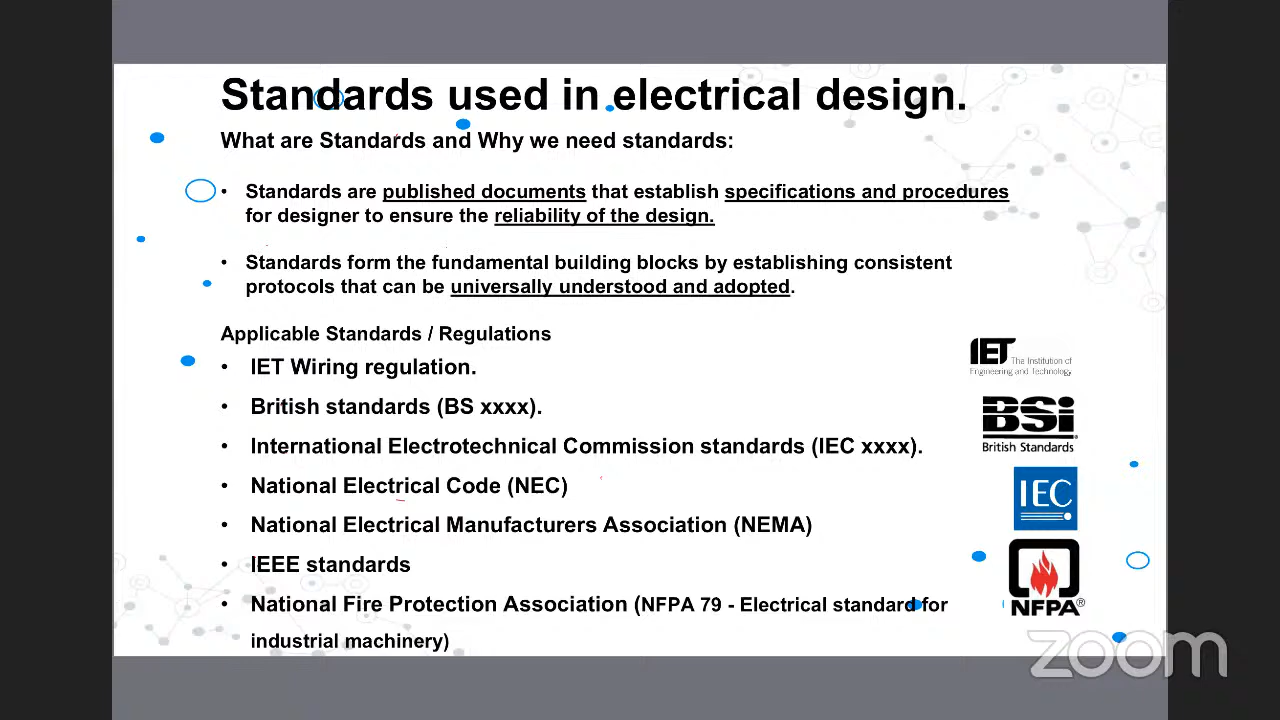 Standards used in electrical design.
What are Standards and Why we need standards:
• Standards are published documents that establish specifications and procedures
for designer to ensure the reliability of the design.
• Standards form the fundamental building blocks by establishing consistent
protocols that can be universally understood and adopted.
Applicable Standards / Regulations
• IET Wiring regulation.
• British standards (BS xxxx).
• International Electrotechnical Commission standards (IEC xxxx).
• National Electrical Code (NEC)
• National Electrical Manufacturers Association (NEMA)
• IEEE standards
• National Fire Protection Association (NFPA 79 - Electrical standard for
industrial machinery)
IET The Institution of
Engineering and Technology
BSi
British Standards
IEC
NFPA®
zoom